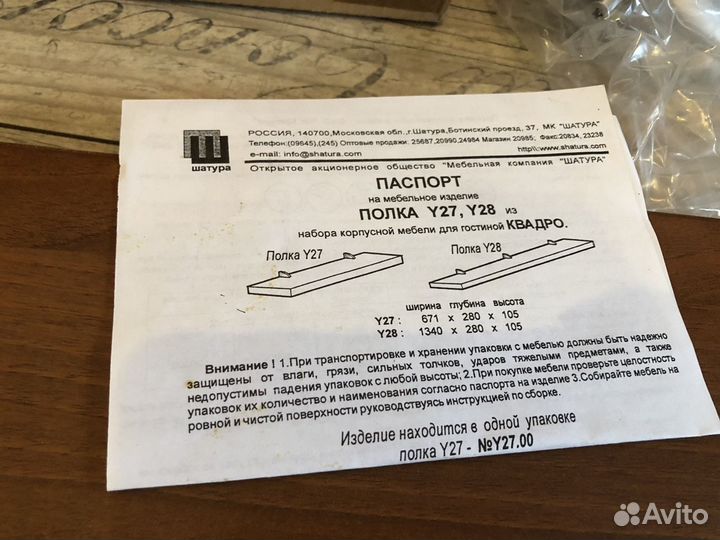 РОССИЯ, 140700,Московская обл.,г.Шатура,Ботинский проезд, 37, МК "ШАТУРА"
Телефон:(09645),(245) Оптовые продажи: 25687,20990,24984 Магазин 20985; Факс:20834, 23238
e-mail: info@shatura.com http\\:www.shatura.com
шатура
Открытое акционерное общество "Мебельная компания "ШАТУРА"
ПАСПОРТ
на мебельное изделие
ПОЛКА Y27, Y28 из
набора корпусной мебели для гостиной КВАДРО.
Полка Y27 Полка Y28
ширина глубина высота
Y27 : 671 x 280 x 105
Y28 : 1340 x 280 x 105
Внимание ! 1.При транспортировке и хранении упаковки с мебелью должны быть надежно
защищены от влаги, грязи, сильных толчков, ударов тяжелыми предметами, а также
недопустимы падения упаковок с любой высоты; 2.При покупке мебели проверьте целостность
упаковок их количество и наименования согласно паспорта на изделие 3.Собирайте мебель на
ровной и чистой поверхности руководствуясь инструкцией по сборке.
Изделие находится в одной упаковке
полка Y27 - №Y27.00
Avito